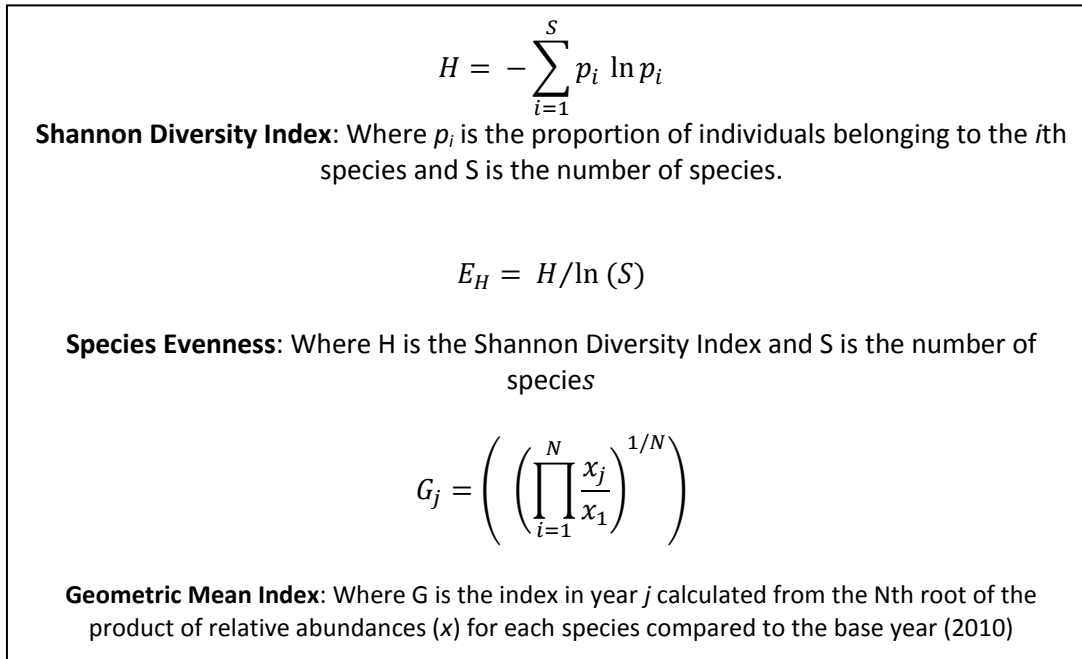 H = − ∑_{i=1}^{S} p_i ln p_i
Shannon Diversity Index: Where p_i is the proportion of individuals belonging to the ith
species and S is the number of species.
E_H = H/ln (S)
Species Evenness: Where H is the Shannon Diversity Index and S is the number of
species
G_j = ( ( ∏_{i=1}^{N} x_j/x_1 )^{1/N} )
Geometric Mean Index: Where G is the index in year j calculated from the Nth root of the
product of relative abundances (x) for each species compared to the base year (2010)